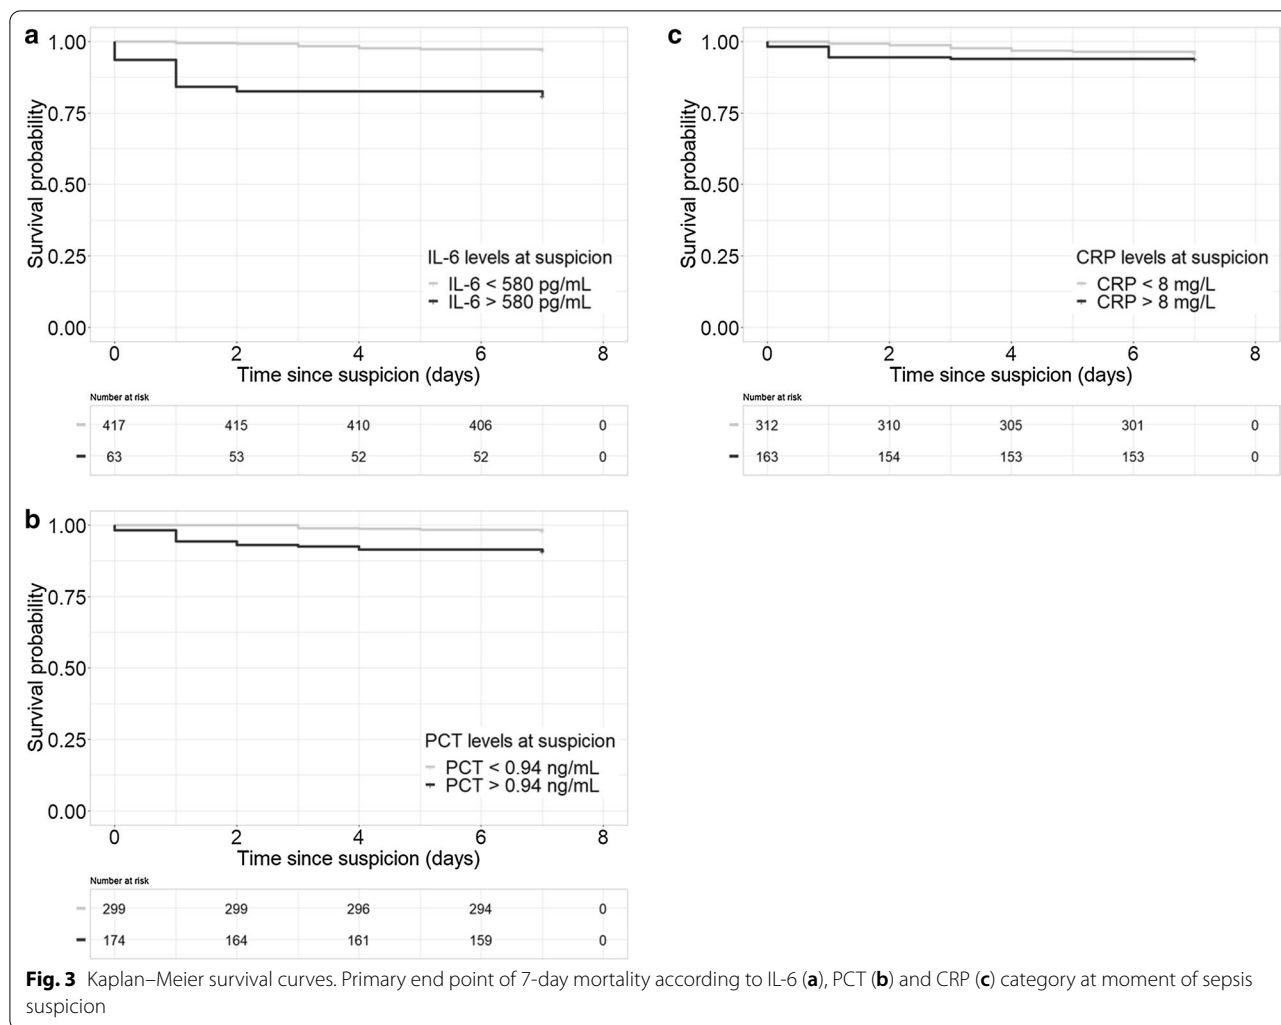 a
1.00
0.75
0.50
0.25
0.00
Survival probability
IL-6 levels at suspicion
IL-6 < 580 pg/mL
IL-6 > 580 pg/mL
0 2 4 6 8
Time since suspicion (days)
Number at risk
417 415 410 406 0
63 53 52 52 0
c
1.00
0.75
0.50
0.25
0.00
Survival probability
CRP levels at suspicion
CRP < 8 mg/L
CRP > 8 mg/L
0 2 4 6 8
Time since suspicion (days)
Number at risk
312 310 305 301 0
163 154 153 153 0
b
1.00
0.75
0.50
0.25
0.00
Survival probability
PCT levels at suspicion
PCT < 0.94 ng/mL
PCT > 0.94 ng/mL
0 2 4 6 8
Time since suspicion (days)
Number at risk
299 299 296 294 0
174 164 161 159 0
Fig. 3 Kaplan–Meier survival curves. Primary end point of 7-day mortality according to IL-6 (a), PCT (b) and CRP (c) category at moment of sepsis
suspicion